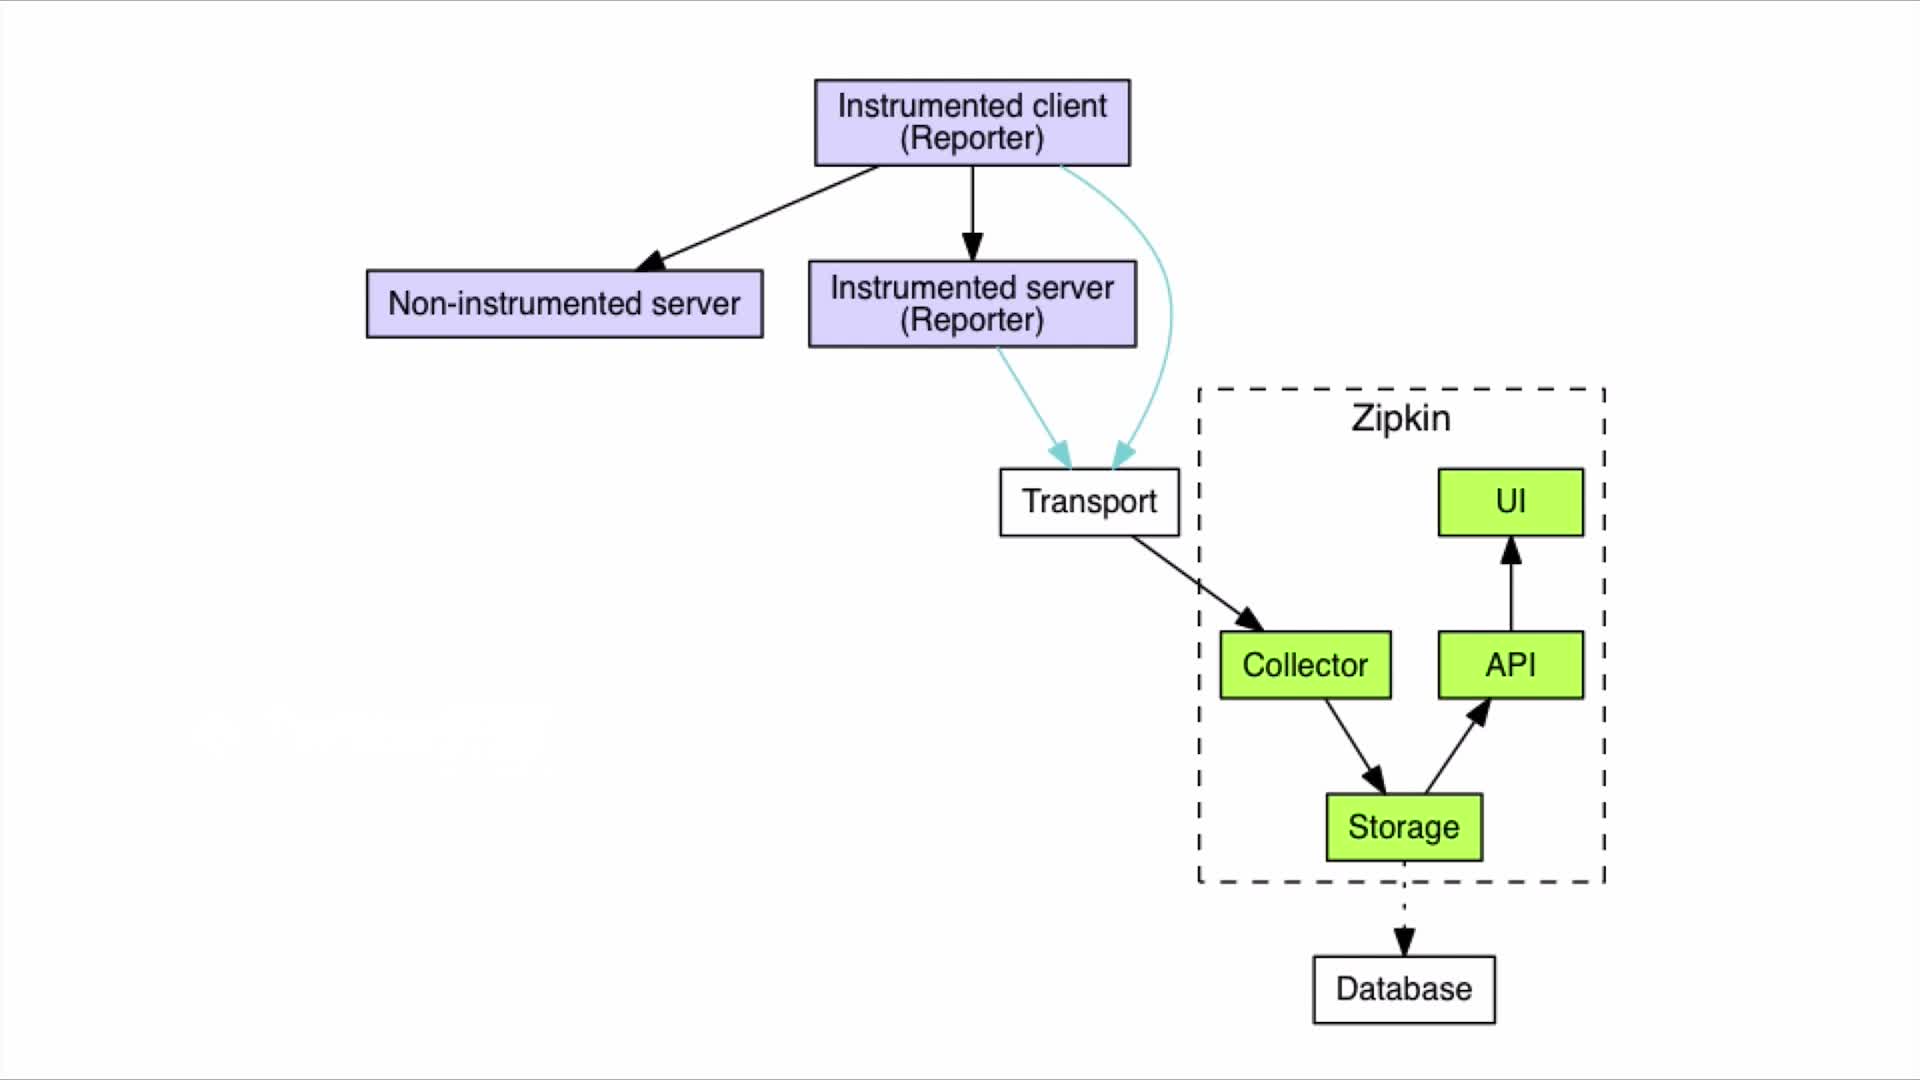 Instrumented client
(Reporter)
Non-instrumented server
Instrumented server
(Reporter)
Zipkin
Transport
UI
Collector
API
Storage
Database